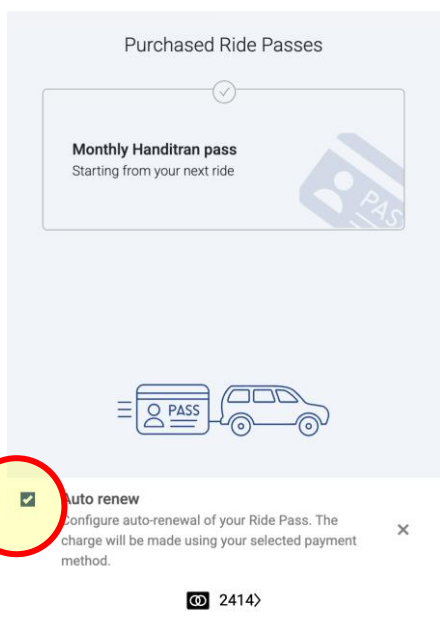 Purchased Ride Passes
Monthly Handitran pass
Starting from your next ride
PASS
PASS
Auto renew
Configure auto-renewal of your Ride Pass. The
charge will be made using your selected payment
method.
2414